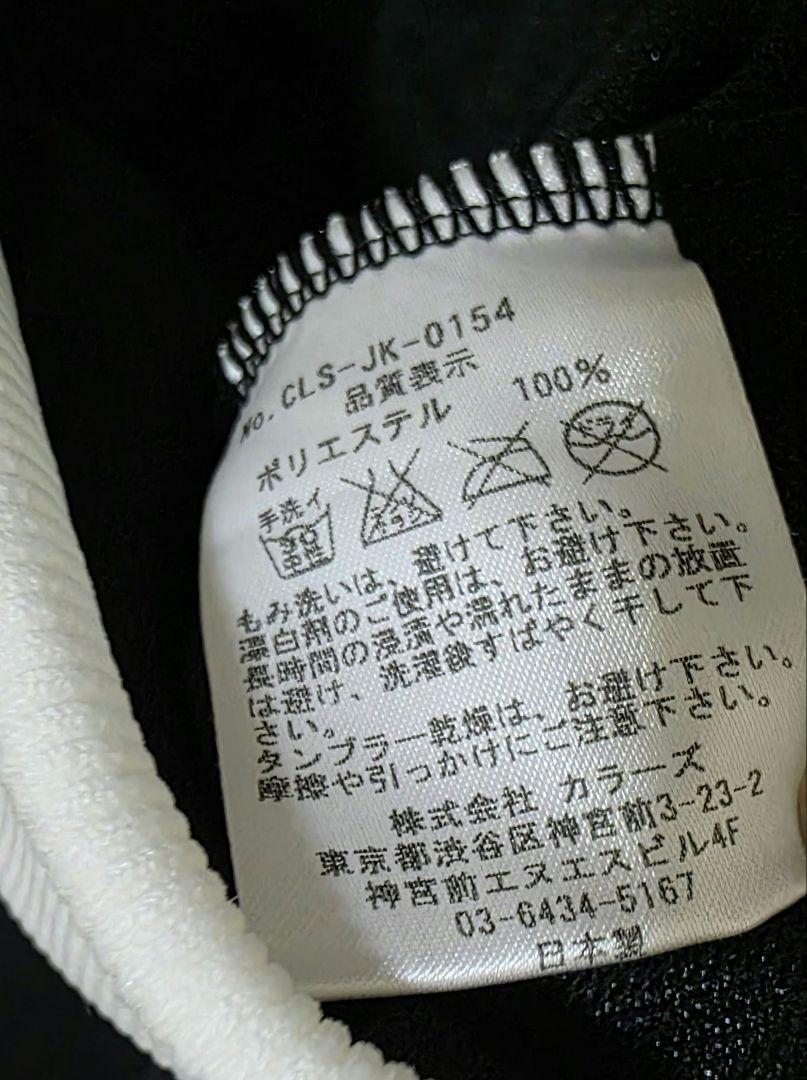 No. CLS-JK-0154
品質表示
ポリエステル 100%
手洗イ
中性
エンソ
ドライ
もみ洗いは、避けて下さい。
漂白剤のご使用は、お避け下さい。
長時間の浸漬や濡れたままの放置
は避け、洗濯後すばやく干して下
さい。
タンブラー乾燥は、お避け下さい。
摩擦や引っかけにご注意下さい。
株式会社 カラーズ
東京都渋谷区神宮前3-23-2
神宮前エヌエスビル4F
03-6434-5167
日本製